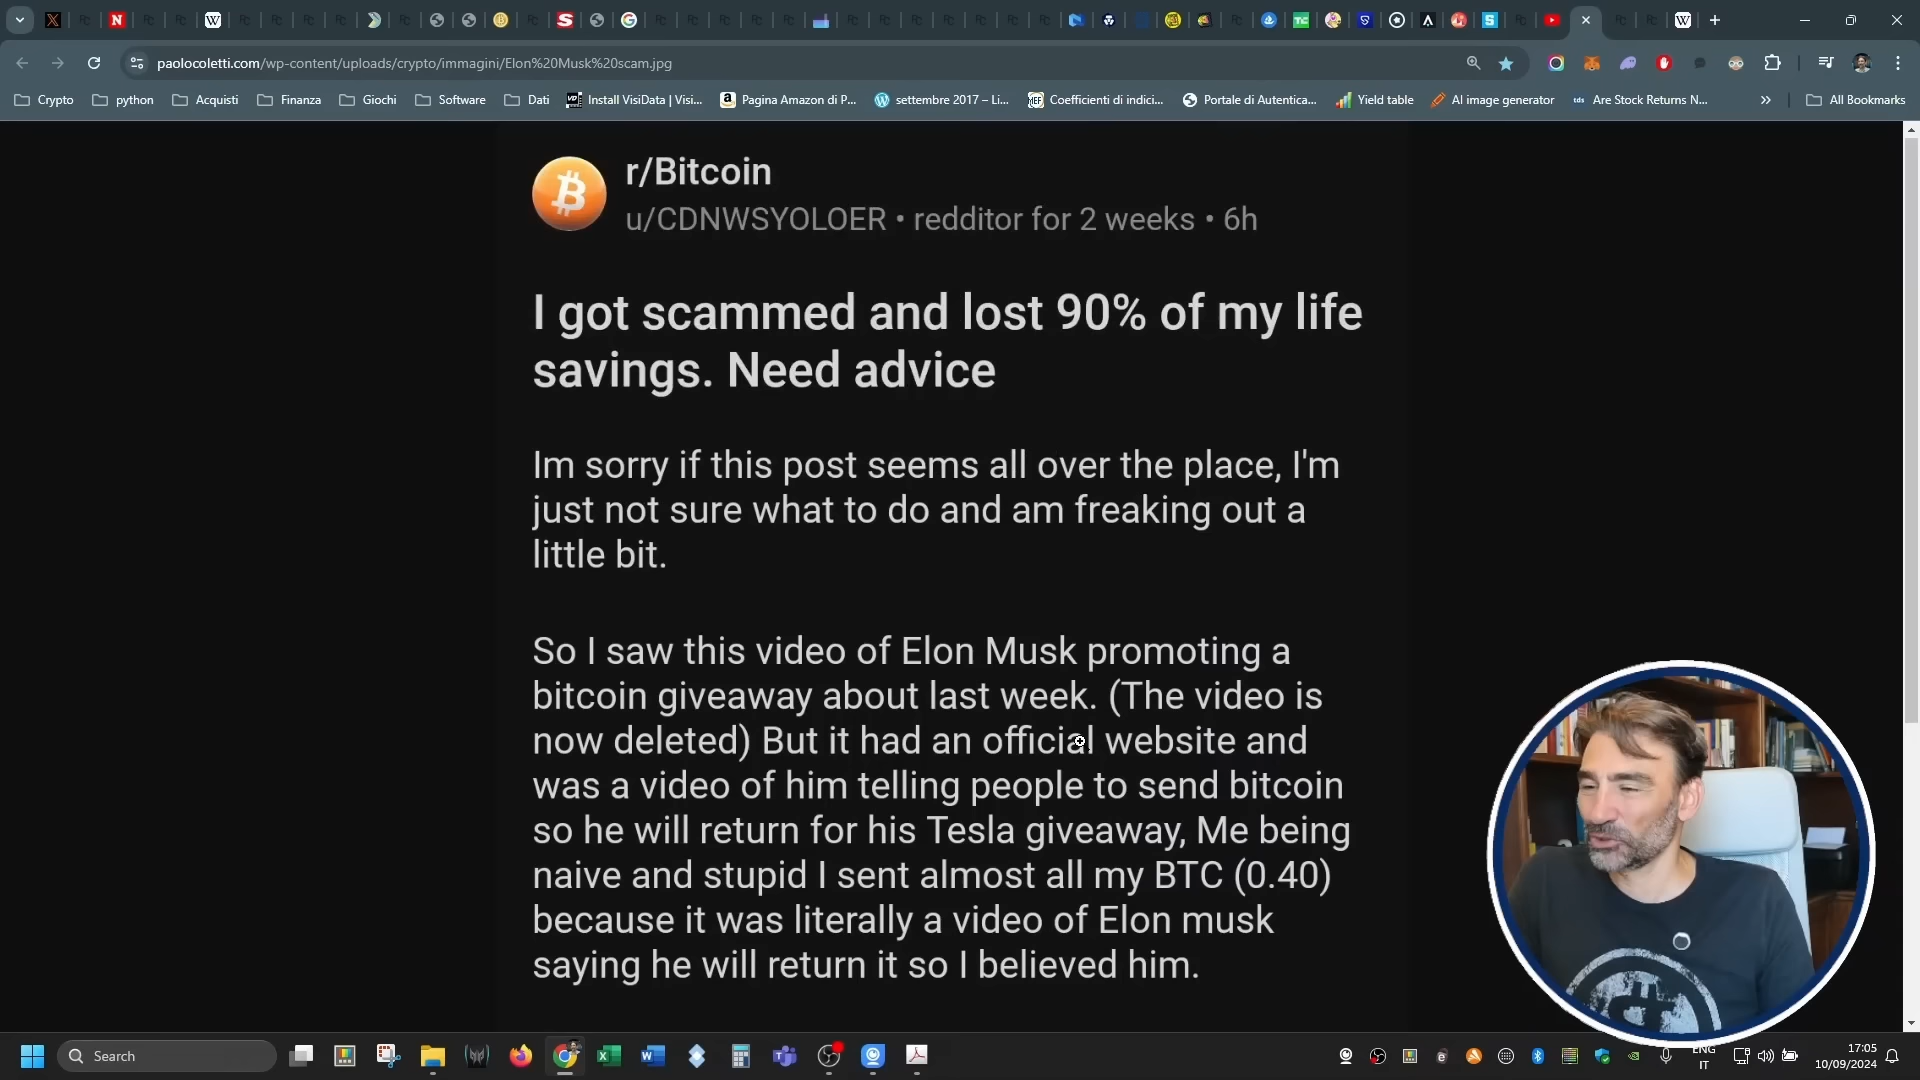 paolocoletti.com/wp-content/uploads/crypto/immagini/Elon%20Musk%20scam.jpg
Crypto
python
Acquisti
Finanza
Giochi
Software
Dati
Install VisiData | Visi...
Pagina Amazon di P...
settembre 2017 – Li...
Coefficienti di indici...
Portale di Autentica...
Yield table
AI image generator
Are Stock Returns N...
All Bookmarks
r/Bitcoin
u/CDNWSYOLOER • redditor for 2 weeks • 6h
I got scammed and lost 90% of my life
savings. Need advice
Im sorry if this post seems all over the place, I'm
just not sure what to do and am freaking out a
little bit.
So I saw this video of Elon Musk promoting a
bitcoin giveaway about last week. (The video is
now deleted) But it had an official website and
was a video of him telling people to send bitcoin
so he will return for his Tesla giveaway, Me being
naive and stupid I sent almost all my BTC (0.40)
because it was literally a video of Elon musk
saying he will return it so I believed him.
Search
ENG
IT
17:05
10/09/2024